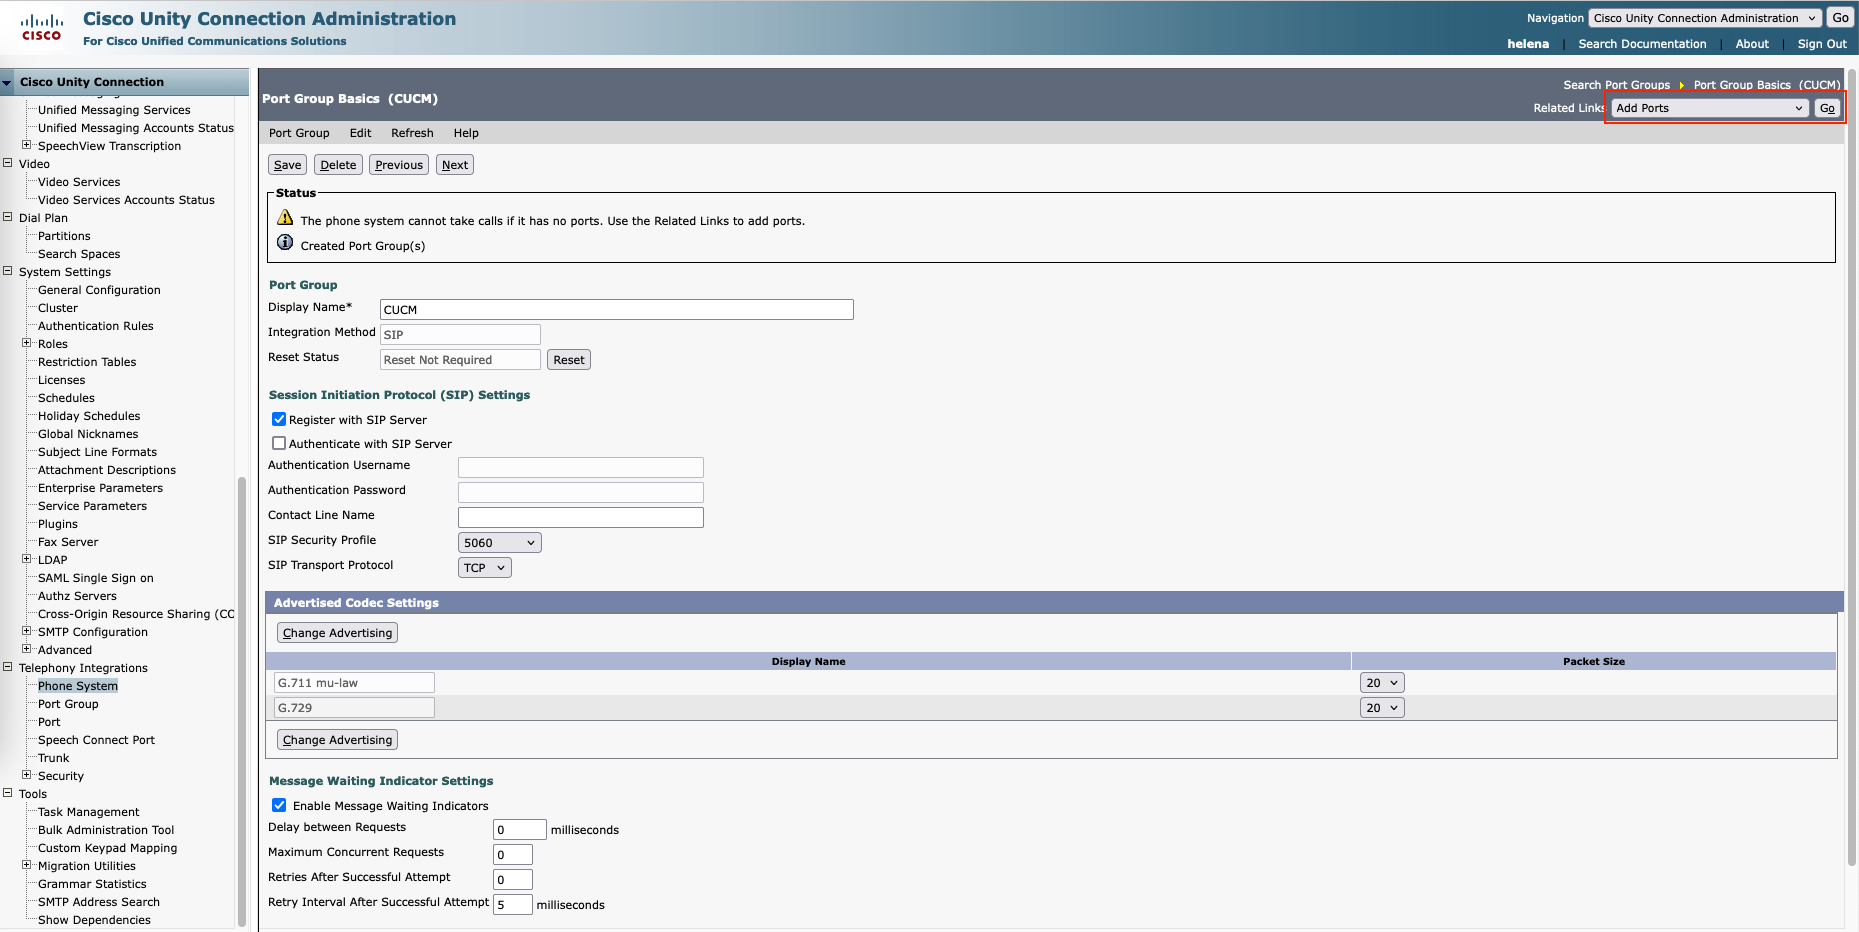 CISCO
Cisco Unity Connection Administration
For Cisco Unified Communications Solutions
Navigation Cisco Unity Connection Administration Go
helena | Search Documentation | About | Sign Out
Cisco Unity Connection
Unified Messaging Services
Unified Messaging Accounts Status
SpeechView Transcription
Video
Video Services
Video Services Accounts Status
Dial Plan
Partitions
Search Spaces
System Settings
General Configuration
Cluster
Authentication Rules
Roles
Restriction Tables
Licenses
Schedules
Holiday Schedules
Global Nicknames
Subject Line Formats
Attachment Descriptions
Enterprise Parameters
Service Parameters
Plugins
Fax Server
LDAP
SAML Single Sign on
Authz Servers
Cross-Origin Resource Sharing (CO
SMTP Configuration
Advanced
Telephony Integrations
Phone System
Port Group
Port
Speech Connect Port
Trunk
Security
Tools
Task Management
Bulk Administration Tool
Custom Keypad Mapping
Migration Utilities
Grammar Statistics
SMTP Address Search
Show Dependencies
Port Group Basics (CUCM)
Search Port Groups Port Group Basics (CUCM)
Related Links Add Ports Go
Port Group Edit Refresh Help
Save Delete Previous Next
Status
The phone system cannot take calls if it has no ports. Use the Related Links to add ports.
Created Port Group(s)
Port Group
Display Name* CUCM
Integration Method SIP
Reset Status Reset Not Required Reset
Session Initiation Protocol (SIP) Settings
Register with SIP Server
Authenticate with SIP Server
Authentication Username
Authentication Password
Contact Line Name
SIP Security Profile 5060
SIP Transport Protocol TCP
Advertised Codec Settings
Change Advertising
Display Name Packet Size
G.711 mu-law 20
G.729 20
Change Advertising
Message Waiting Indicator Settings
Enable Message Waiting Indicators
Delay between Requests 0 milliseconds
Maximum Concurrent Requests 0
Retries After Successful Attempt 0
Retry Interval After Successful Attempt 5 milliseconds